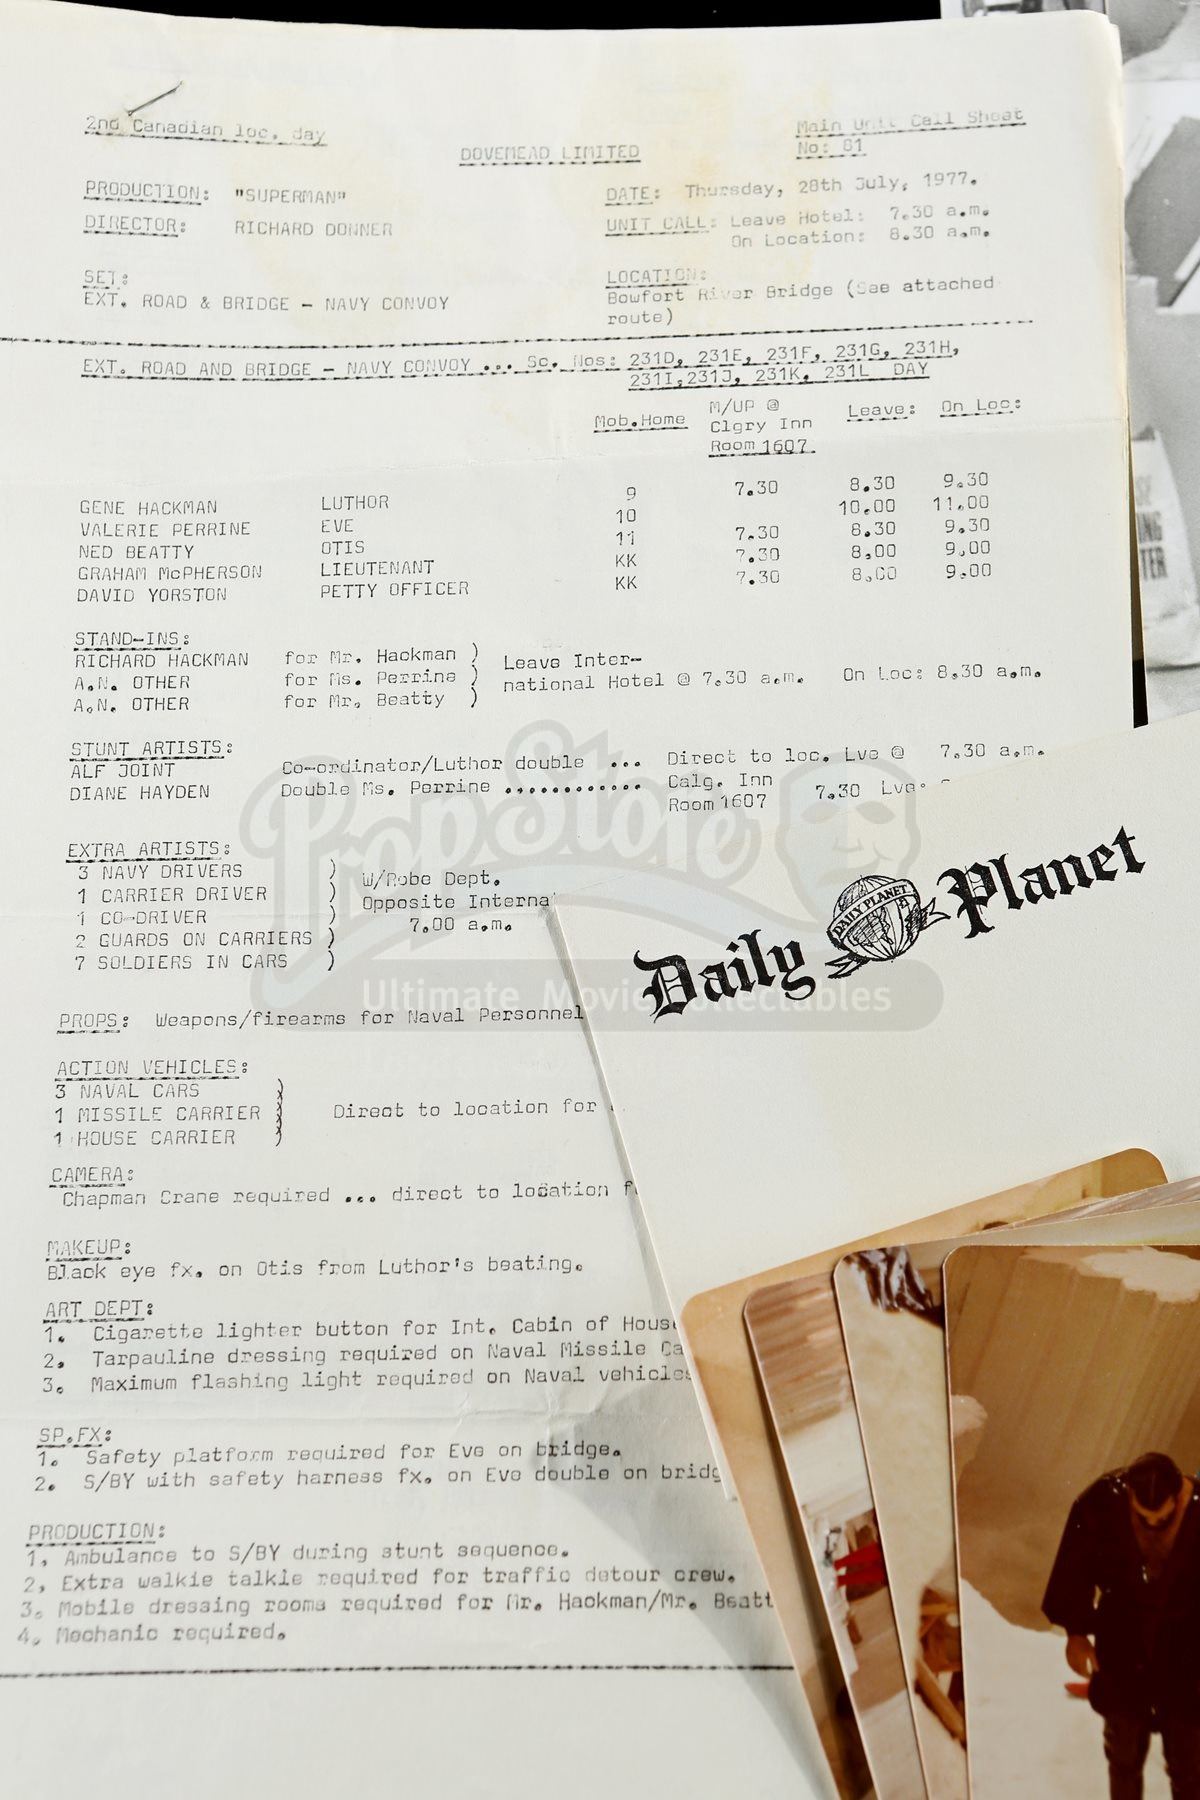 2nd Canadian loc. day
Main Unit Call Sheet
No: 81
DOVEMEAD LIMITED
PRODUCTION: "SUPERMAN"
DATE: Thursday, 28th July, 1977.
DIRECTOR: RICHARD DONNER
UNIT CALL: Leave Hotel: 7.30 a.m.
On Location: 8.30 a.m.
SET:
EXT. ROAD & BRIDGE - NAVY CONVOY
LOCATION:
Bowfort River Bridge (See attached
route)
EXT. ROAD AND BRIDGE - NAVY CONVOY ... Sc. Nos: 231D, 231E, 231F, 231G, 231H,
231I,231J, 231K. 231L DAY
Mob.Home M/UP @ Leave: On Loc:
Clgry Inn
Room 1607.
GENE HACKMAN LUTHOR 9 7.30 8.30 9.30
VALERIE PERRINE EVE 10 10.00 11.00
NED BEATTY OTIS 11 7.30 8.30 9.30
GRAHAM McPHERSON LIEUTENANT KK 7.30 8.00 9.00
DAVID YORSTON PETTY OFFICER KK 7.30 8.00 9.00
STAND-INS:
RICHARD HACKMAN for Mr. Hackman ) Leave Inter-
A.N. OTHER for Ms. Perrine ) national Hotel @ 7.30 a.m. On Loc: 8.30 a.m.
A.N. OTHER for Mr. Beatty )
STUNT ARTISTS:
ALF JOINT Co-ordinator/Luthor double ... Direct to loc. Lve @ 7.30 a.m.
DIANE HAYDEN Double Ms. Perrine ............ Calg. Inn
Room 1607 7.30 Lve:
EXTRA ARTISTS:
3 NAVY DRIVERS )
1 CARRIER DRIVER ) W/Robe Dept.
1 CO-DRIVER ) Opposite Interna
2 GUARDS ON CARRIERS ) 7.00 a.m.
7 SOLDIERS IN CARS )
PROPS: Weapons/firearms for Naval Personnel
ACTION VEHICLES:
3 NAVAL CARS )
1 MISSILE CARRIER ) Direct to location for
1 HOUSE CARRIER )
CAMERA:
Chapman Crane required ... direct to location f
MAKEUP:
Black eye fx. on Otis from Luthor's beating.
ART DEPT:
1. Cigarette lighter button for Int. Cabin of Hous
2. Tarpauline dressing required on Naval Missile Ca
3. Maximum flashing light required on Naval vehicles
SP.FX:
1. Safety platform required for Eve on bridge.
2. S/BY with safety harness fx. on Eve double on bridg
PRODUCTION:
1. Ambulance to S/BY during stunt sequence.
2, Extra walkie talkie required for traffic detour crew.
3. Mobile dressing rooms required for Mr. Hackman/Mr. Beatt
4. Mechanic required.
Daily Planet
DAILY PLANET
PropStore
Ultimate Movie Collectables